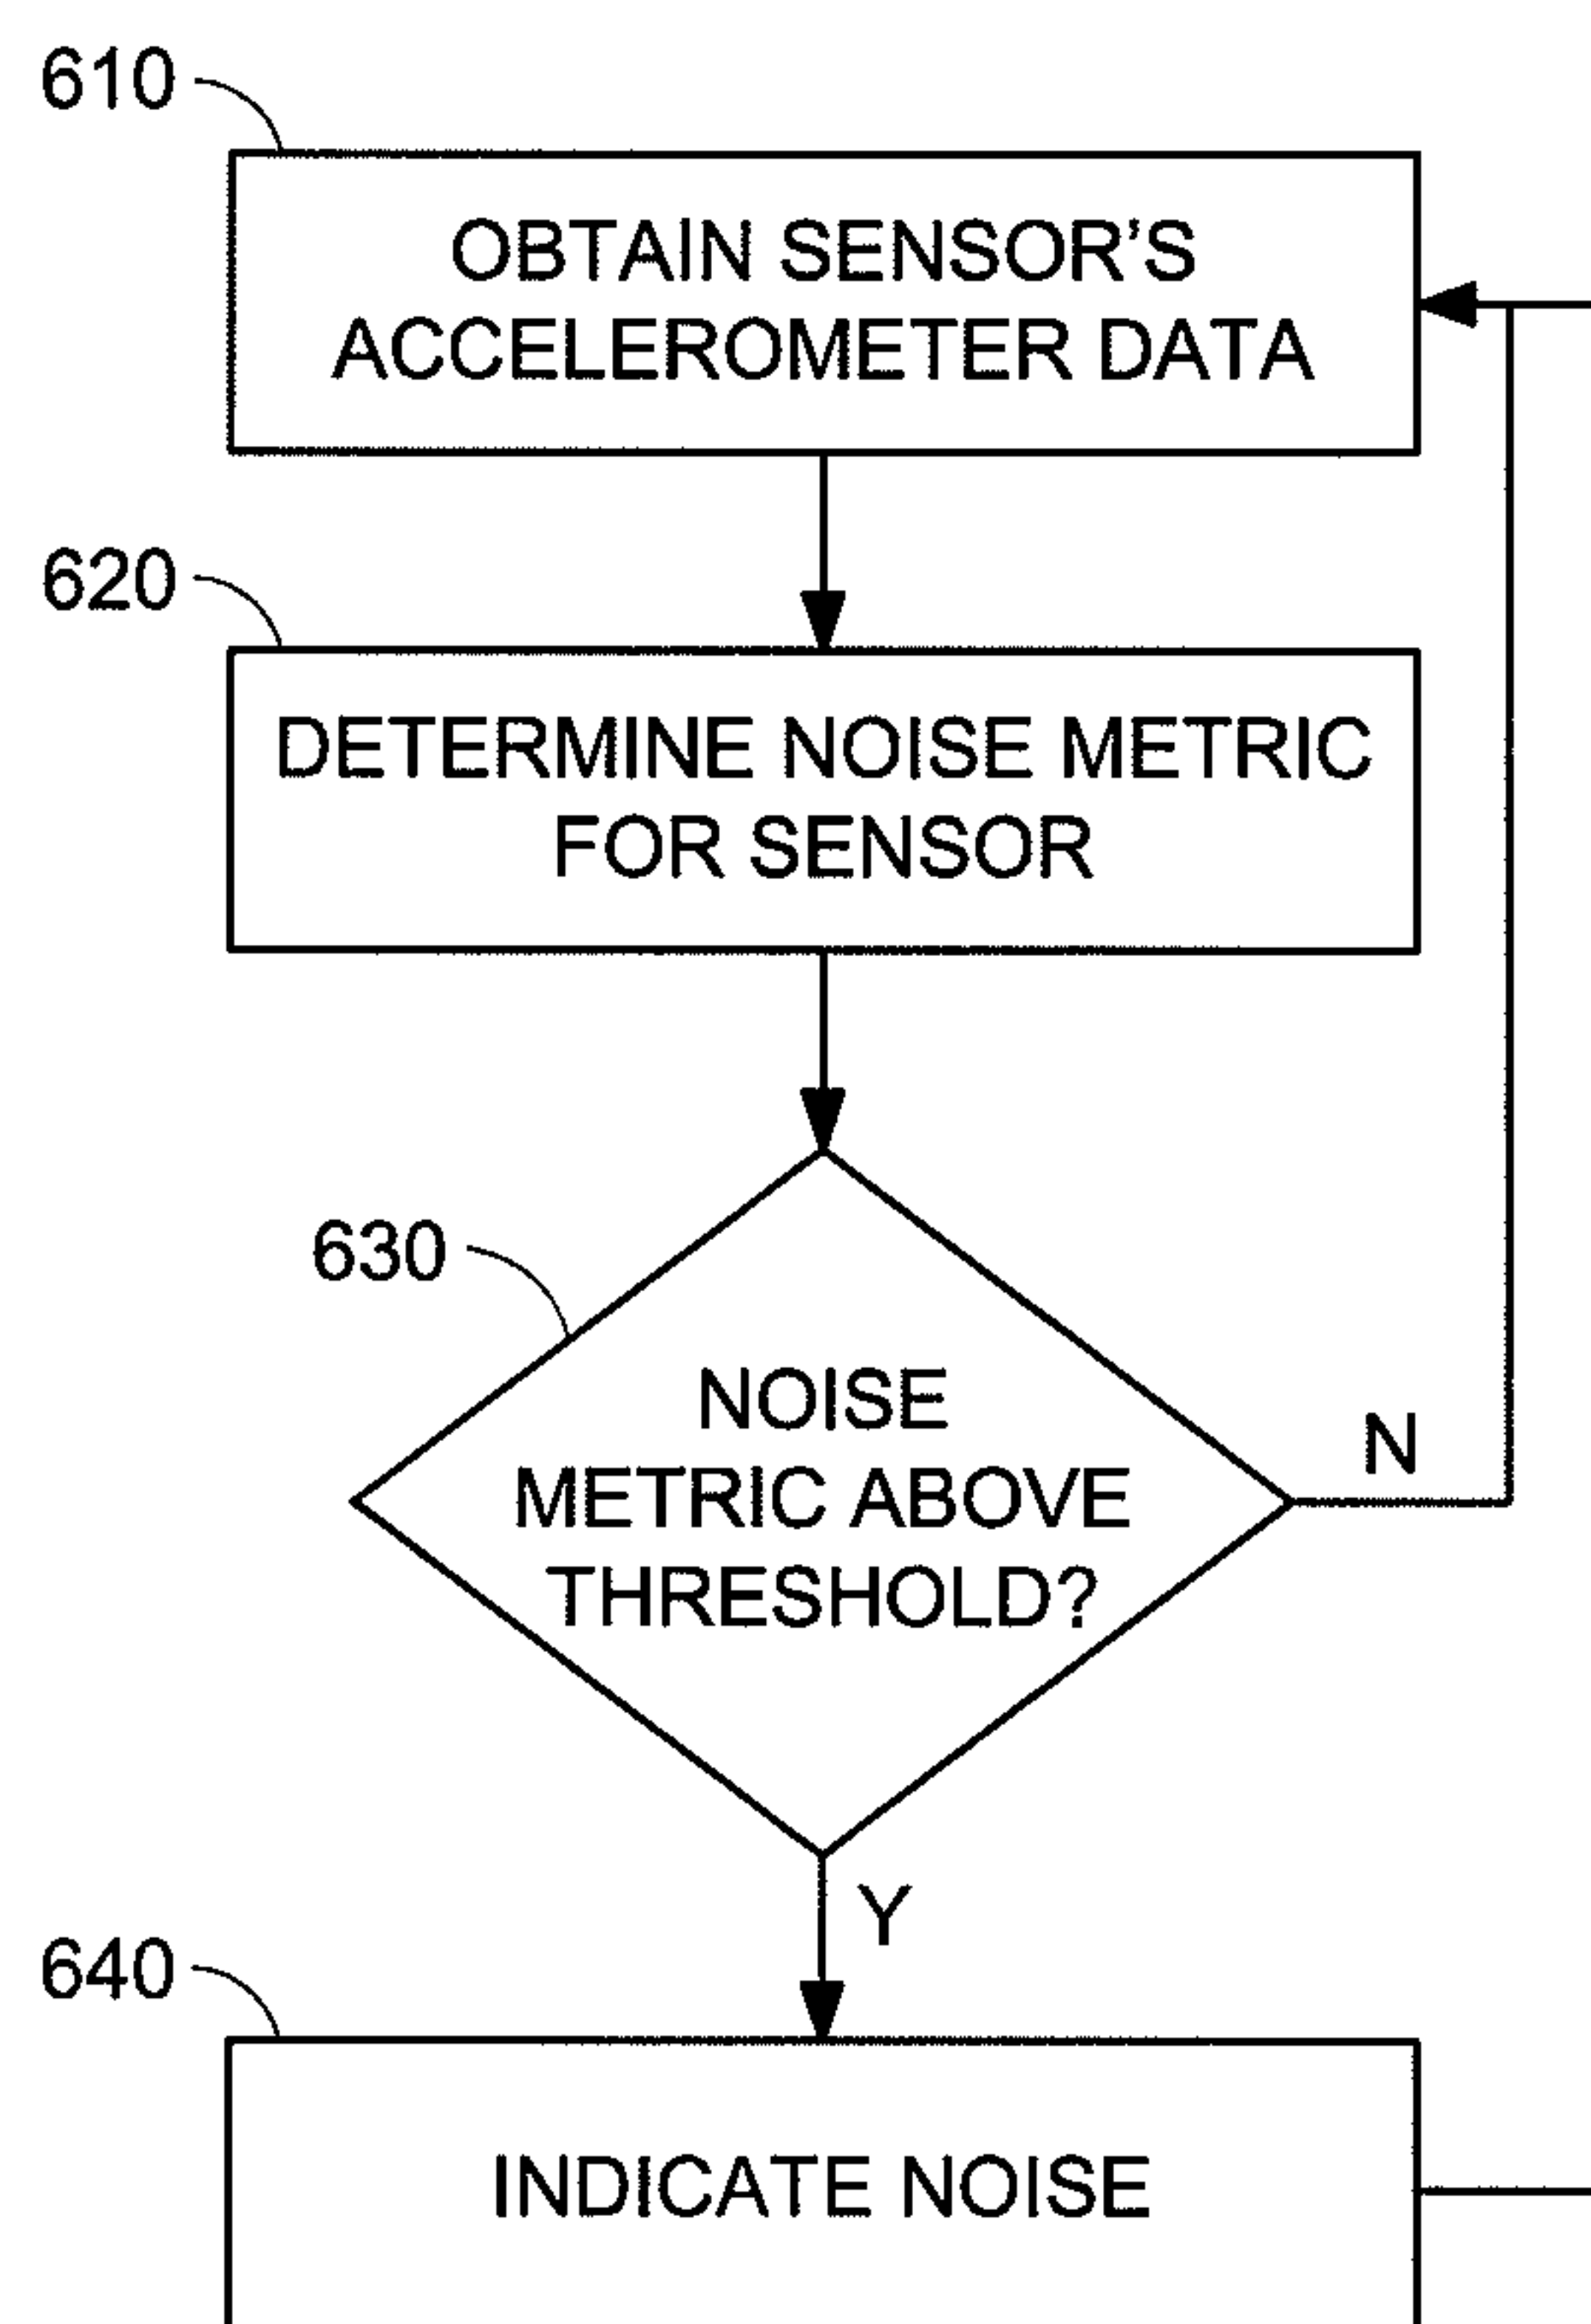 610
OBTAIN SENSOR'S
ACCELEROMETER DATA
620
DETERMINE NOISE METRIC
FOR SENSOR
630
NOISE
METRIC ABOVE
THRESHOLD?
N
Y
640
INDICATE NOISE